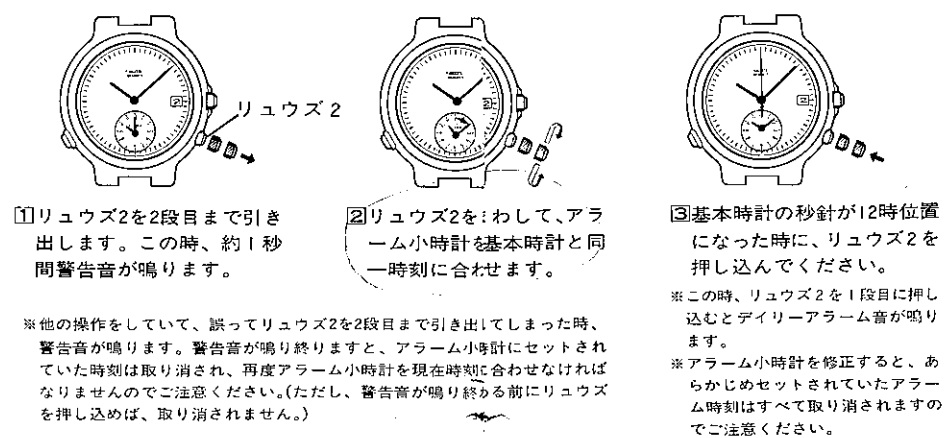 リュウズ2
1リュウズ2を2段目まで引き
出します。この時、約1秒
間警告音が鳴ります。
2リュウズ2をまわして、アラ
ーム小時計を基本時計と同
一時刻に合わせます。
3基本時計の秒針が12時位置
になった時に、リュウズ2を
押し込んでください。
※この時、リュウズ2を1段目に押し
込むとデイリーアラーム音が鳴り
ます。
※アラーム小時計を修正すると、あ
らかじめセットされていたアラー
ム時刻はすべて取り消されますの
でご注意ください。
※他の操作をしていて、誤ってリュウズ2を2段目まで引き出してしまった時、
警告音が鳴ります。警告音が鳴り終りますと、アラーム小時計にセットされ
ていた時刻は取り消され、再度アラーム小時計を現在時刻に合わせなければ
なりませんのでご注意ください。(ただし、警告音が鳴り終わる前にリュウズ
を押し込めば、取り消されません。)